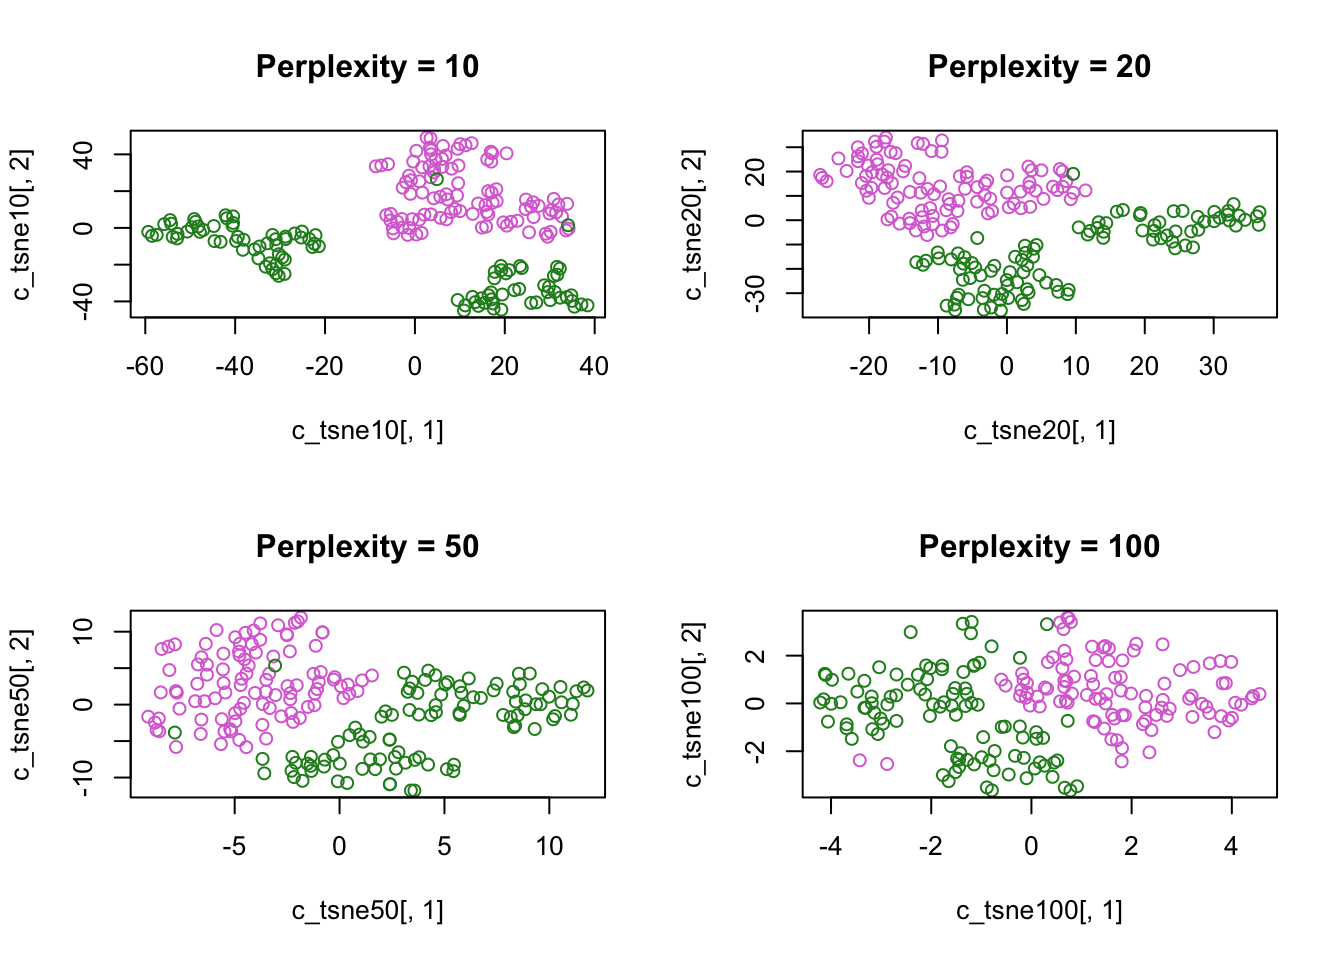 Perplexity = 10
c_tsne10[, 2]
40
0
-40
-60 -40 -20 0 20 40
c_tsne10[, 1]
Perplexity = 20
c_tsne20[, 2]
20
0
-30
-20 -10 0 10 20 30
c_tsne20[, 1]
Perplexity = 50
c_tsne50[, 2]
10
0
-10
-5 0 5 10
c_tsne50[, 1]
Perplexity = 100
c_tsne100[, 2]
2
0
-2
-4 -2 0 2 4
c_tsne100[, 1]